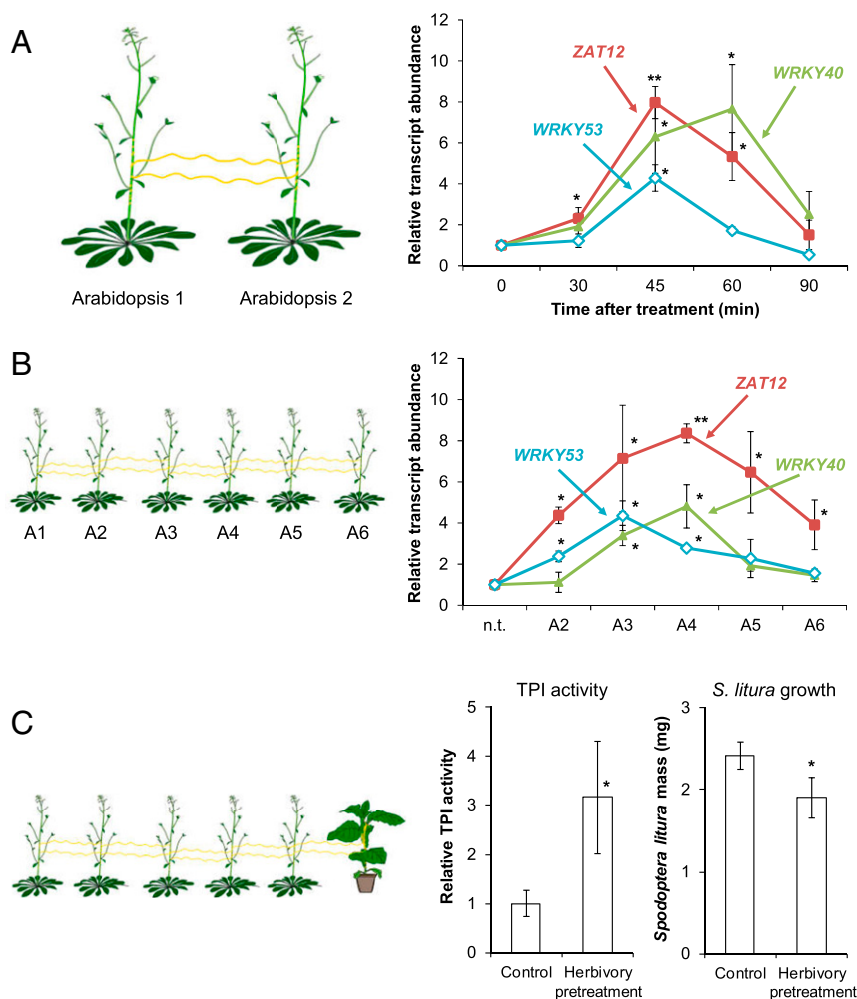 A
Arabidopsis 1
Arabidopsis 2
Relative transcript abundance
12
10
8
6
4
2
0
ZAT12
WRKY40
WRKY53
**
*
*
*
*
*
0
30
45
60
90
Time after treatment (min)
B
A1
A2
A3
A4
A5
A6
Relative transcript abundance
12
10
8
6
4
2
0
ZAT12
WRKY53
WRKY40
*
*
*
*
*
**
*
*
*
*
n.t.
A2
A3
A4
A5
A6
C
TPI activity
Relative TPI activity
5
4
3
2
1
0
*
Control
Herbivory
pretreatment
S. litura growth
Spodoptera litura mass (mg)
3
2
1
0
*
Control
Herbivory
pretreatment